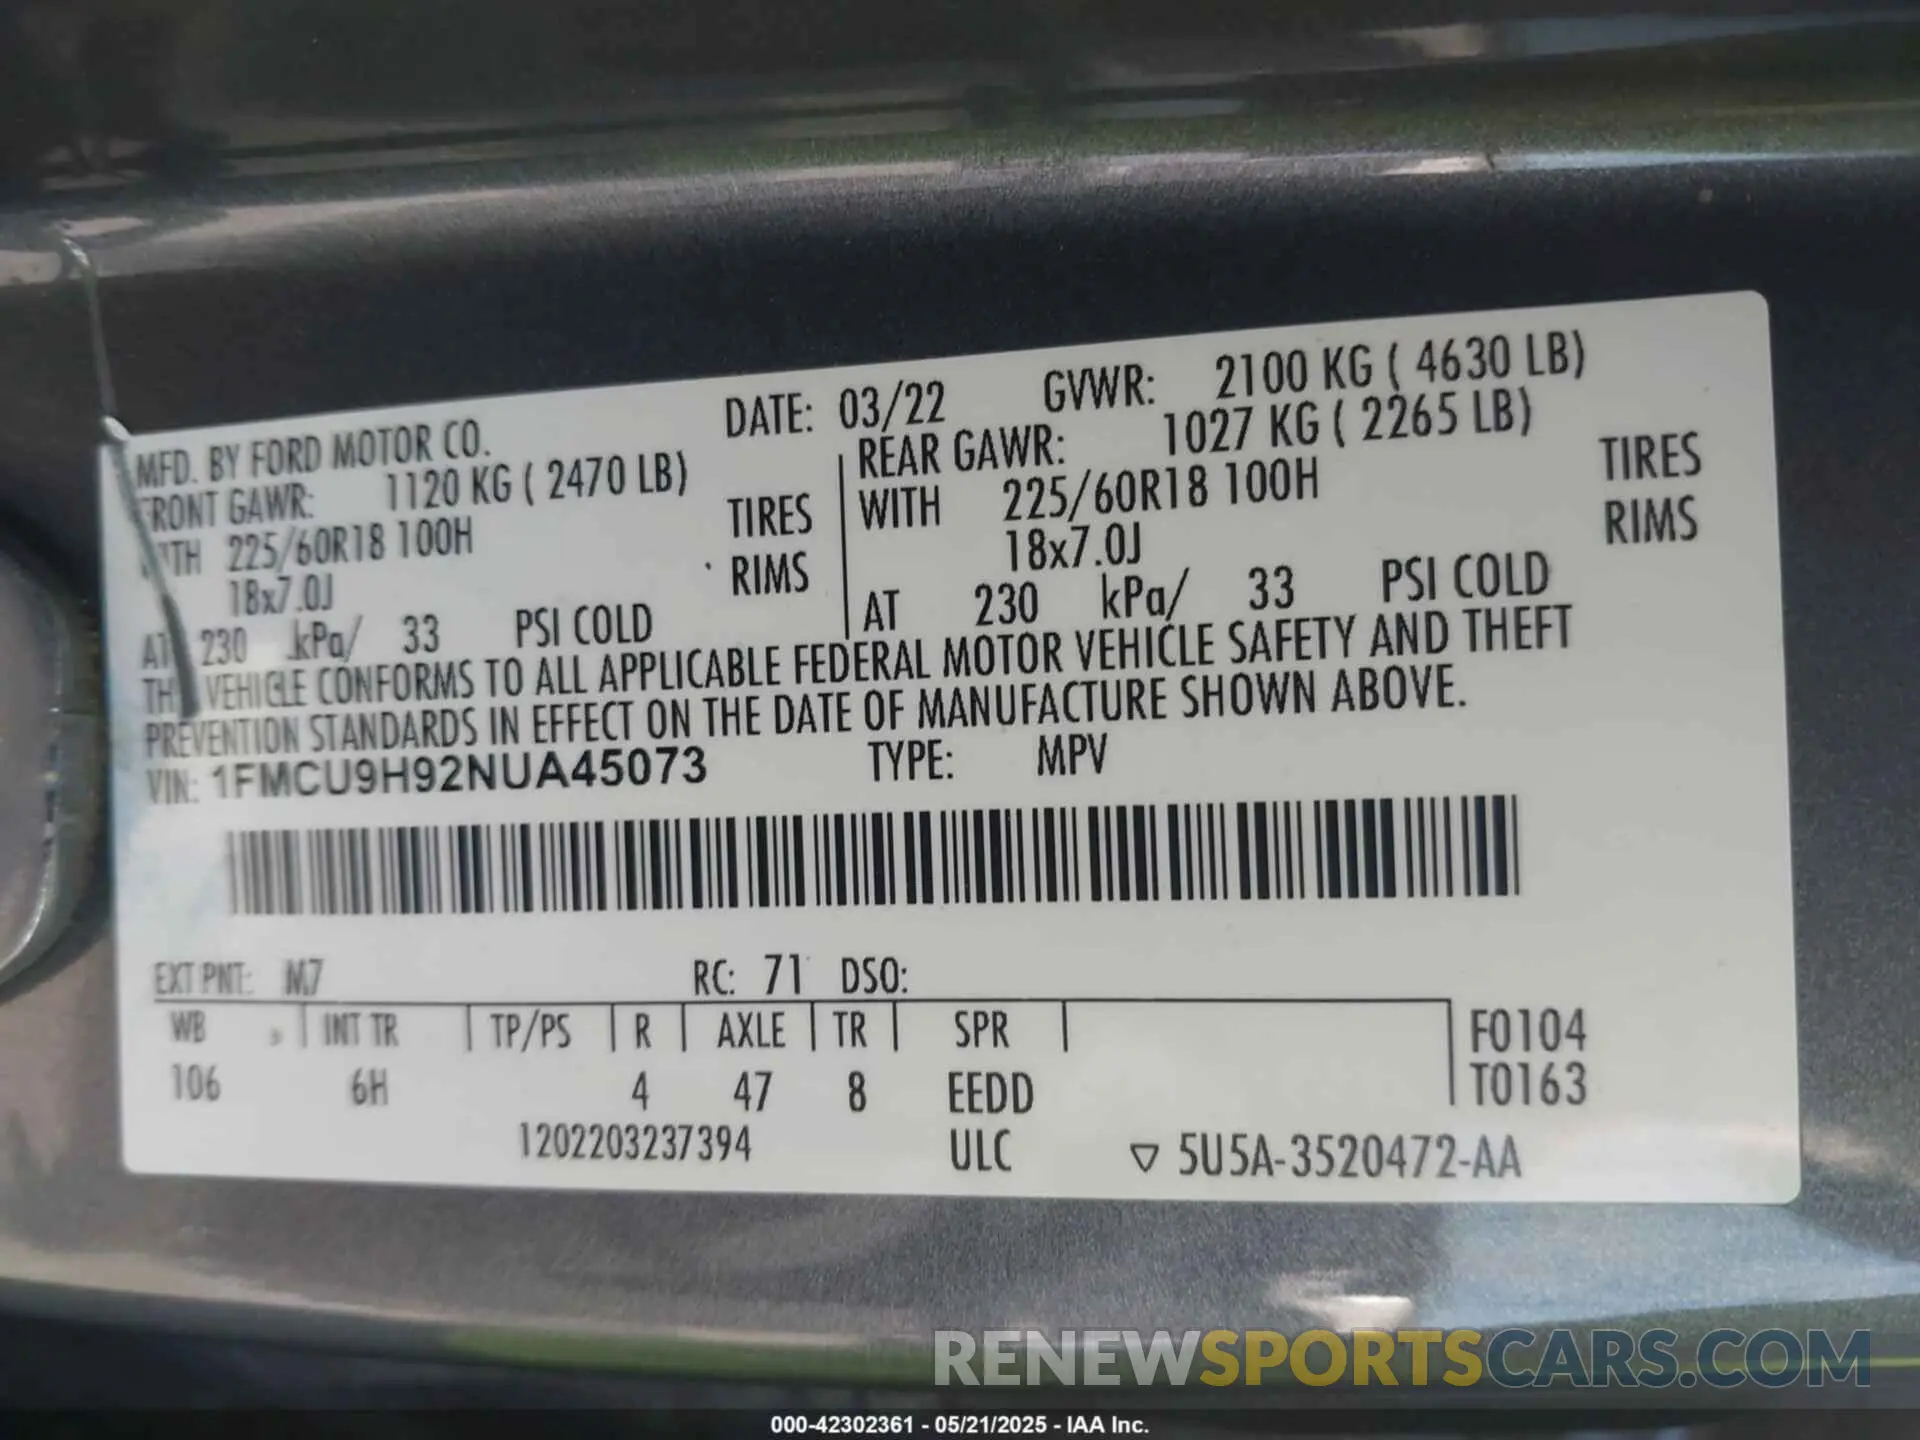 MFD. BY FORD MOTOR CO. DATE: 03/22 GVWR: 2100 KG ( 4630 LB)
FRONT GAWR: 1120 KG ( 2470 LB) REAR GAWR: 1027 KG ( 2265 LB)
WITH 225/60R18 100H TIRES WITH 225/60R18 100H TIRES
18x7.0J RIMS 18x7.0J RIMS
AT 230 kPa/ 33 PSI COLD AT 230 kPa/ 33 PSI COLD
THIS VEHICLE CONFORMS TO ALL APPLICABLE FEDERAL MOTOR VEHICLE SAFETY AND THEFT
PREVENTION STANDARDS IN EFFECT ON THE DATE OF MANUFACTURE SHOWN ABOVE.
VIN: 1FMCU9H92NUA45073 TYPE: MPV
EXT PNT: M7 RC: 71 DSO:
WB INT TR TP/PS R AXLE TR SPR F0104
106 6H 4 47 8 EEDD T0163
1202203237394 ULC ▽ 5U5A-3520472-AA
RENEWSPORTSCARS.COM
000-42302361 - 05/21/2025 - IAA Inc.